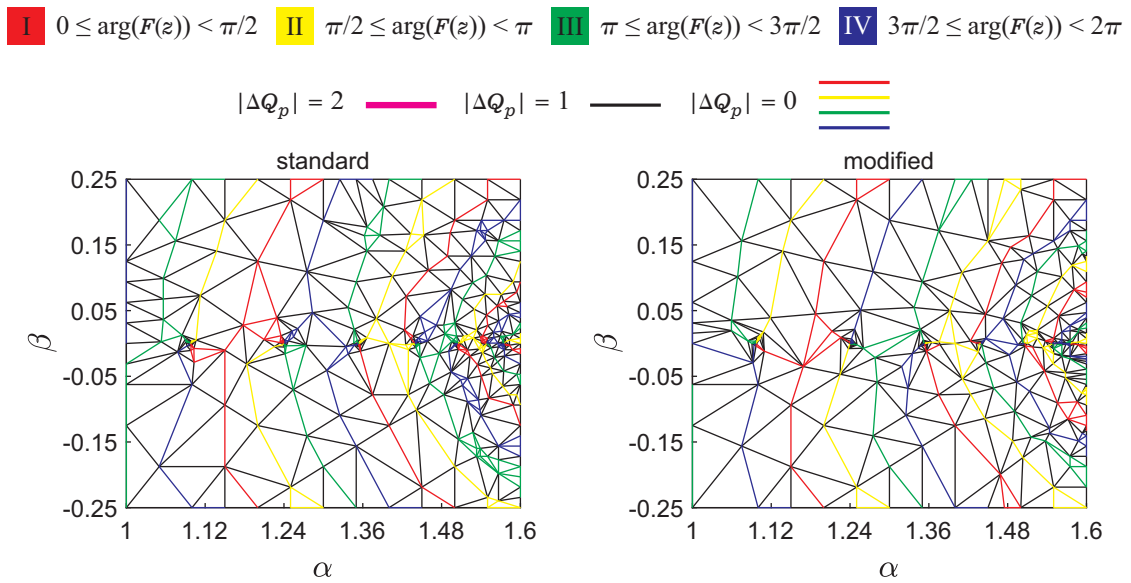 I 0 ≤ arg(F(z)) < π/2 II π/2 ≤ arg(F(z)) < π III π ≤ arg(F(z)) < 3π/2 IV 3π/2 ≤ arg(F(z)) < 2π
|ΔQₚ| = 2 |ΔQₚ| = 1 |ΔQₚ| = 0
standard
0.25
0.15
0.05
-0.05
-0.15
-0.25
β
1 1.12 1.24 1.36 1.48 1.6
α
modified
0.25
0.15
0.05
-0.05
-0.15
-0.25
β
1 1.12 1.24 1.36 1.48 1.6
α